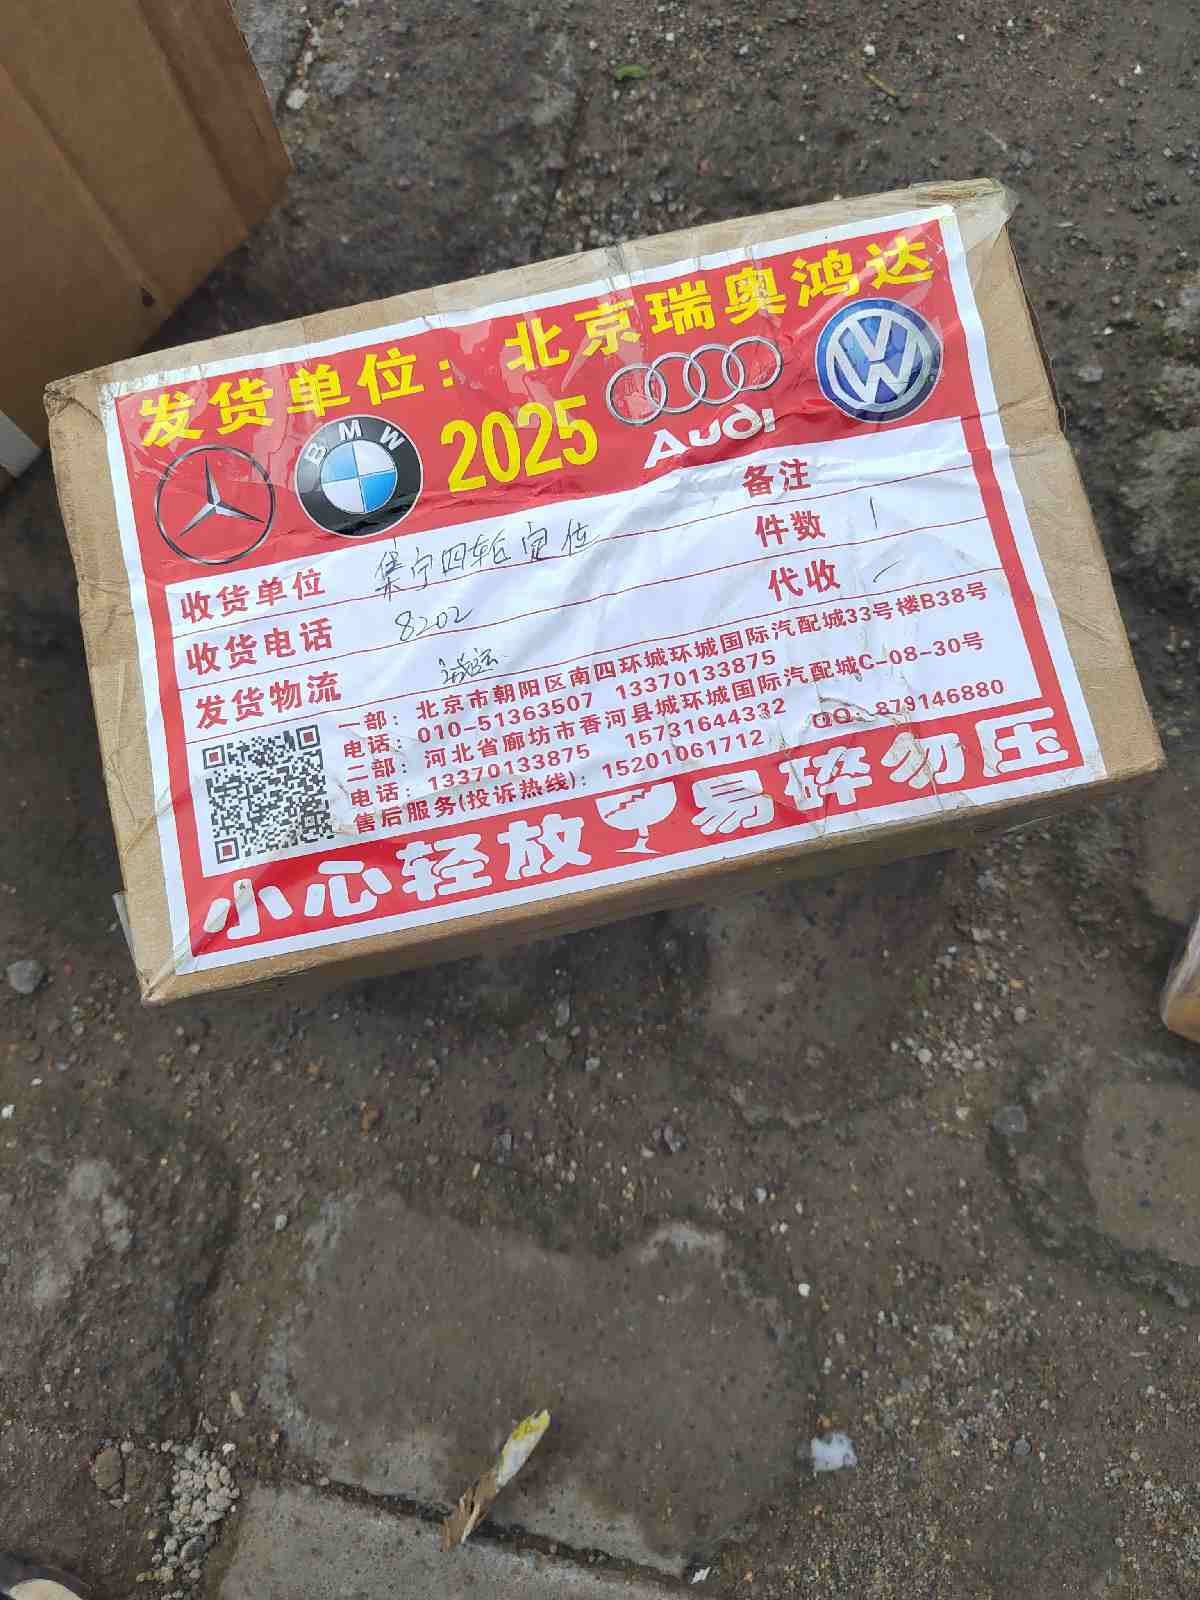 发货单位：北京瑞奥鸿达
BMW
2025
Audi
收货单位 集宁四轮定位
备注
收货电话 8202
件数 1
发货物流
代收
一部：北京市朝阳区南四环城环城国际汽配城33号楼B38号
电话：010-51363507 13370133875
二部：河北省廊坊市香河县城环城国际汽配城C-08-30号
电话：13370133875 15731644332 QQ：879146880
售后服务(投诉热线)：15201061712
小心轻放 易碎勿压